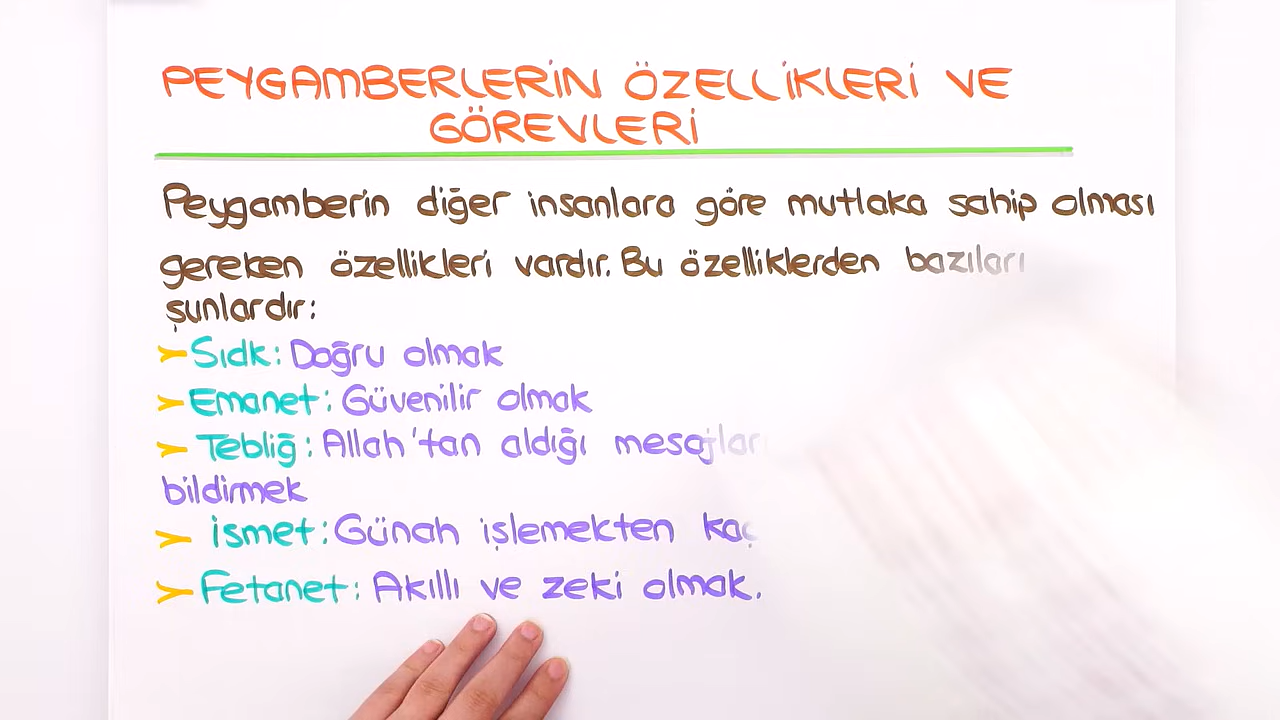 PEYGAMBERLERİN ÖZELLİKLERİ VE
GÖREVLERİ
Peygamberin diğer insanlara göre mutlaka sahip olması
gereken özellikleri vardır. Bu özelliklerden bazıları
şunlardır:
➤ Sıdk: Doğru olmak
➤ Emanet: Güvenilir olmak
➤ Tebliğ: Allah'tan aldığı
bildirmek
➤ İsmet: Günah işlemekten
➤ Fetanet: Akıllı ve zeki olmak.